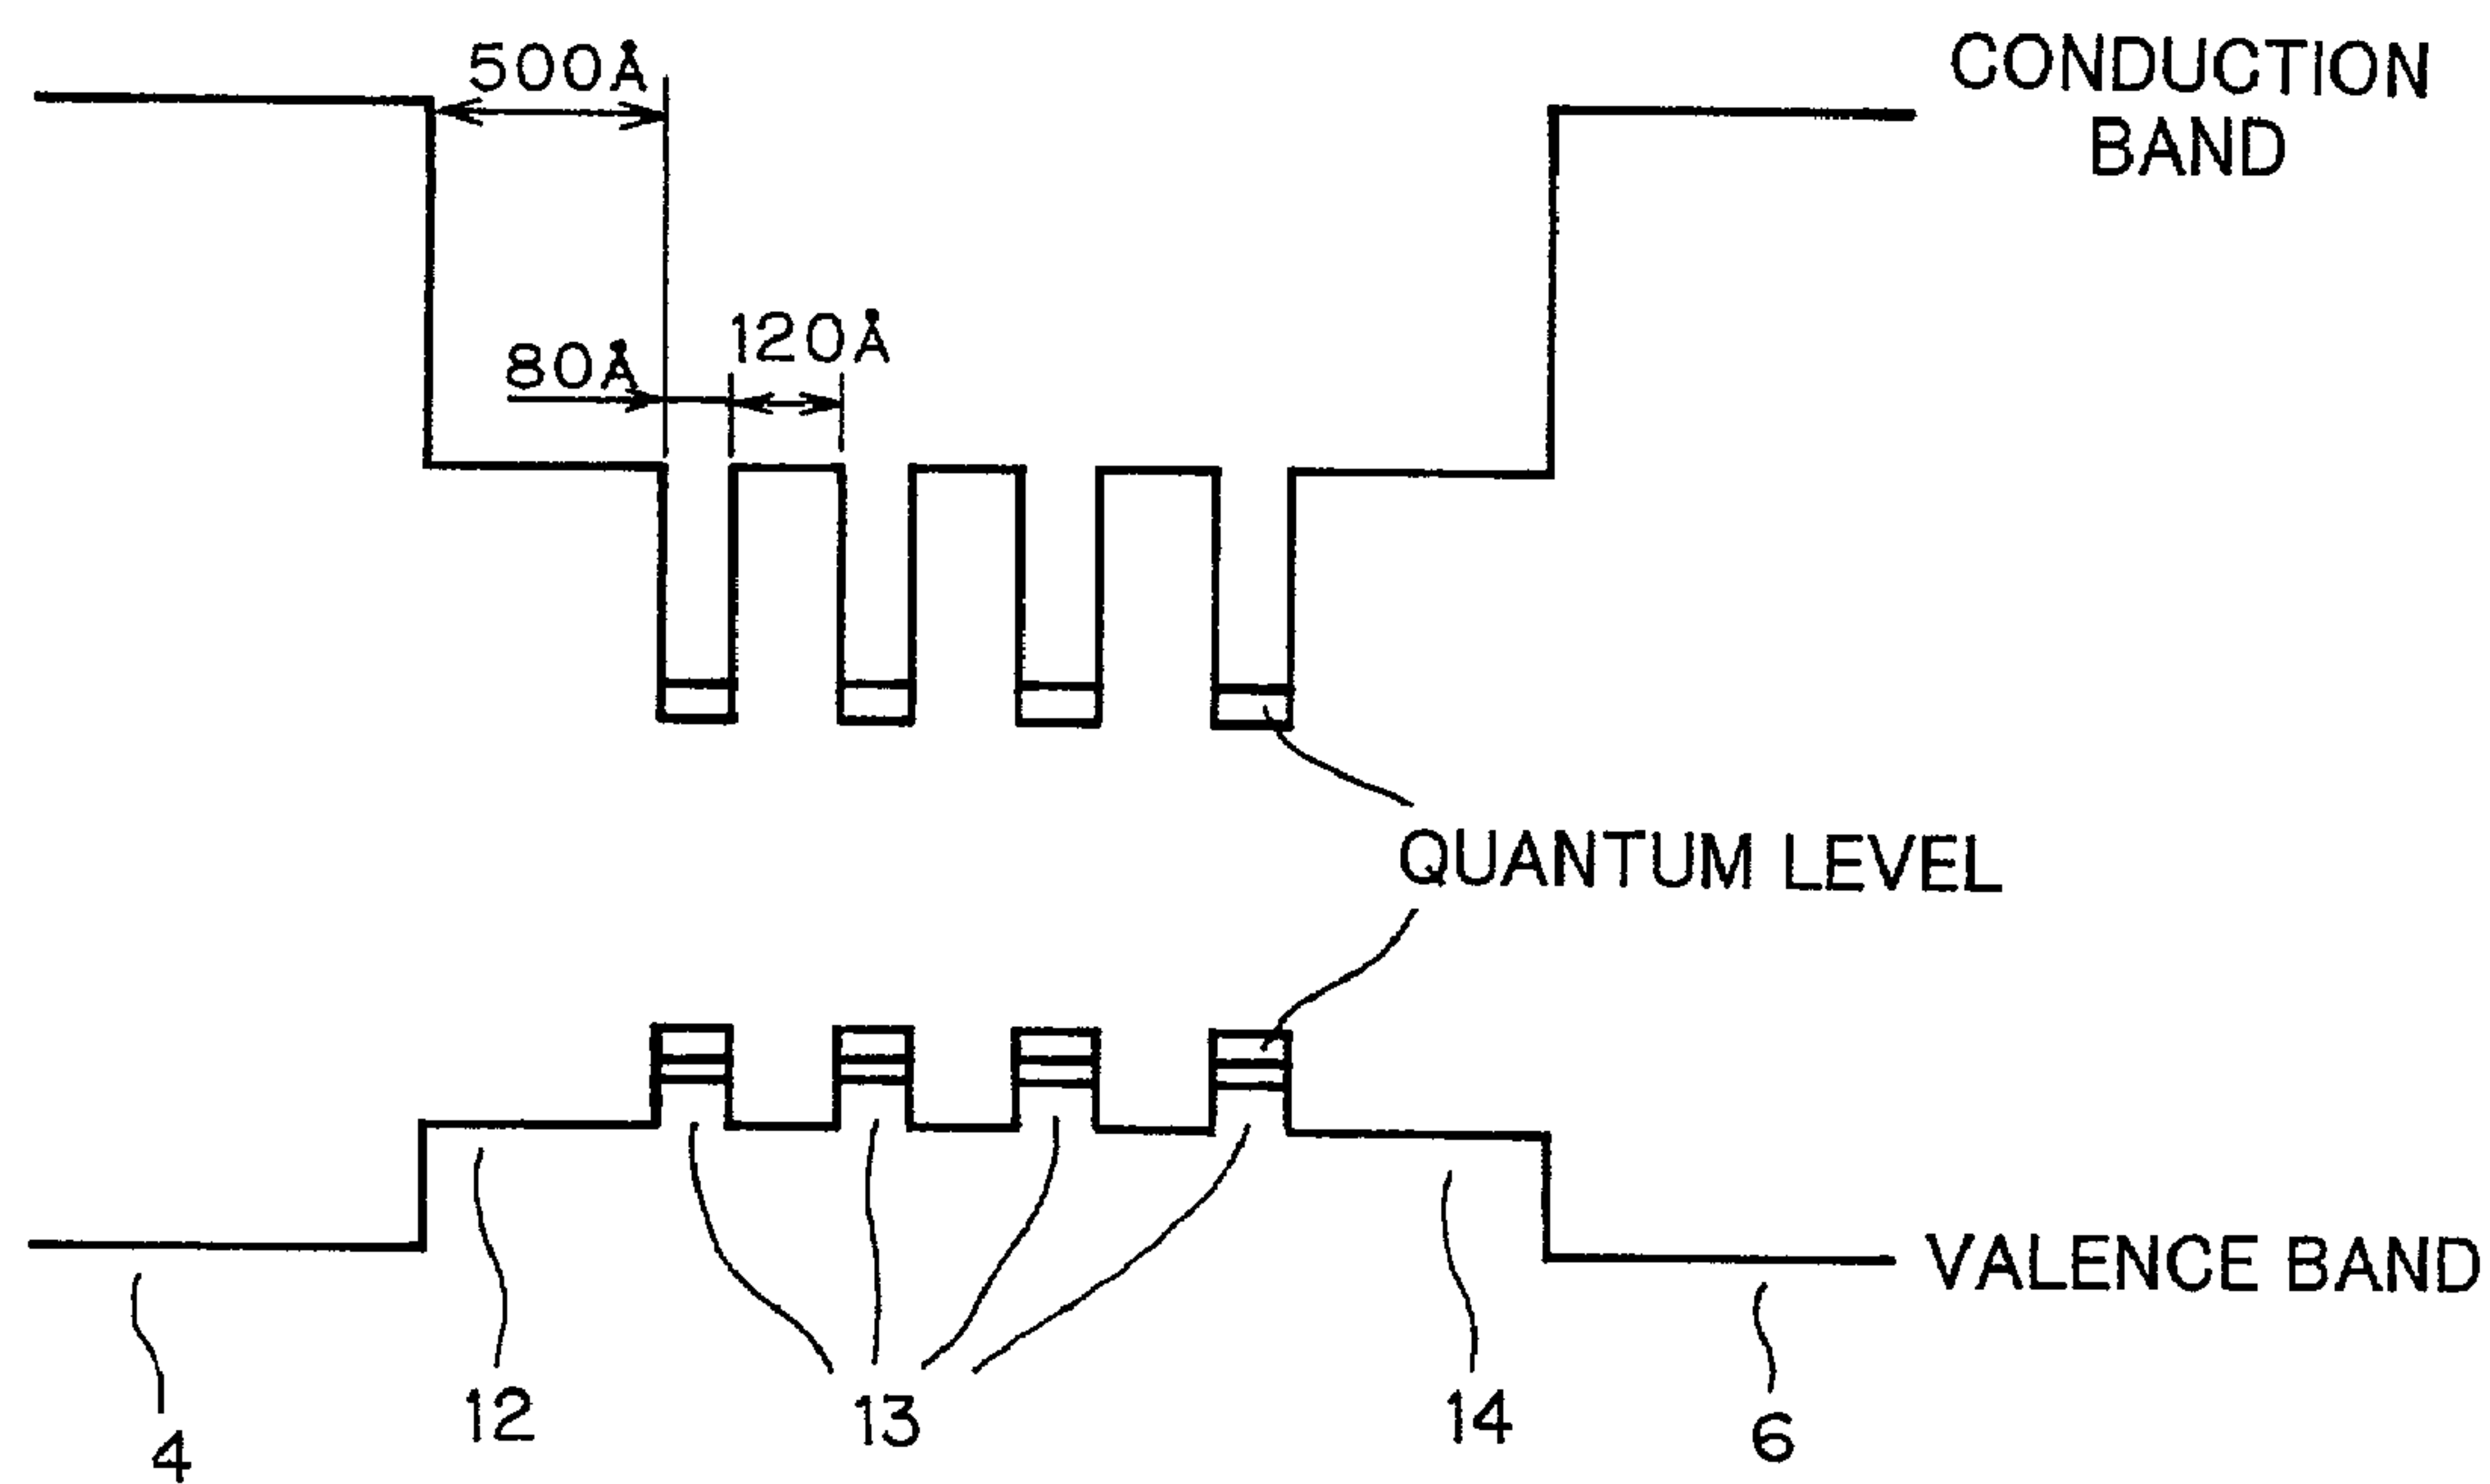 500Å
CONDUCTION
BAND
120Å
80Å
QUANTUM LEVEL
VALENCE BAND
12
13
14
6
4